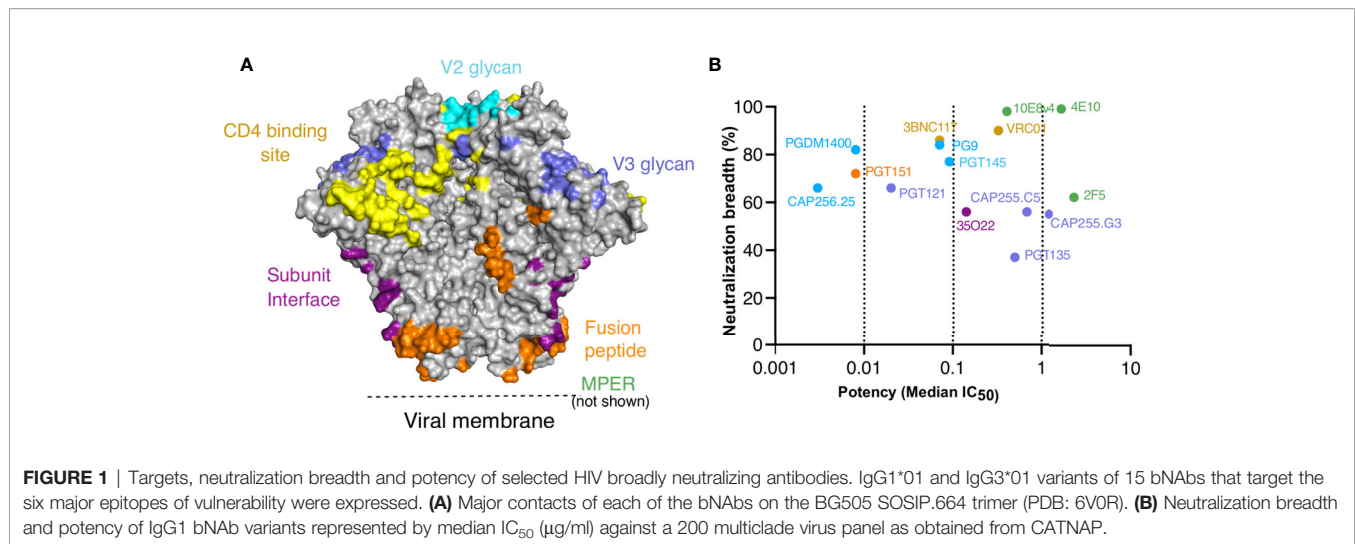 A
V2 glycan
CD4 binding
site
V3 glycan
Subunit
Interface
Fusion
peptide
MPER
(not shown)
Viral membrane
B
Neutralization breadth (%)
100
80
60
40
20
0
10E8v4
4E10
3BNC117
VRC01
PGDM1400
PG9
PGT151
PGT145
CAP256.25
PGT121
CAP255.C5
2F5
35O22
CAP255.G3
PGT135
0.001
0.01
0.1
1
10
Potency (Median IC50)
FIGURE 1 | Targets, neutralization breadth and potency of selected HIV broadly neutralizing antibodies. IgG1*01 and IgG3*01 variants of 15 bNAbs that target the
six major epitopes of vulnerability were expressed. (A) Major contacts of each of the bNAbs on the BG505 SOSIP.664 trimer (PDB: 6V0R). (B) Neutralization breadth
and potency of IgG1 bNAb variants represented by median IC50 (μg/ml) against a 200 multiclade virus panel as obtained from CATNAP.